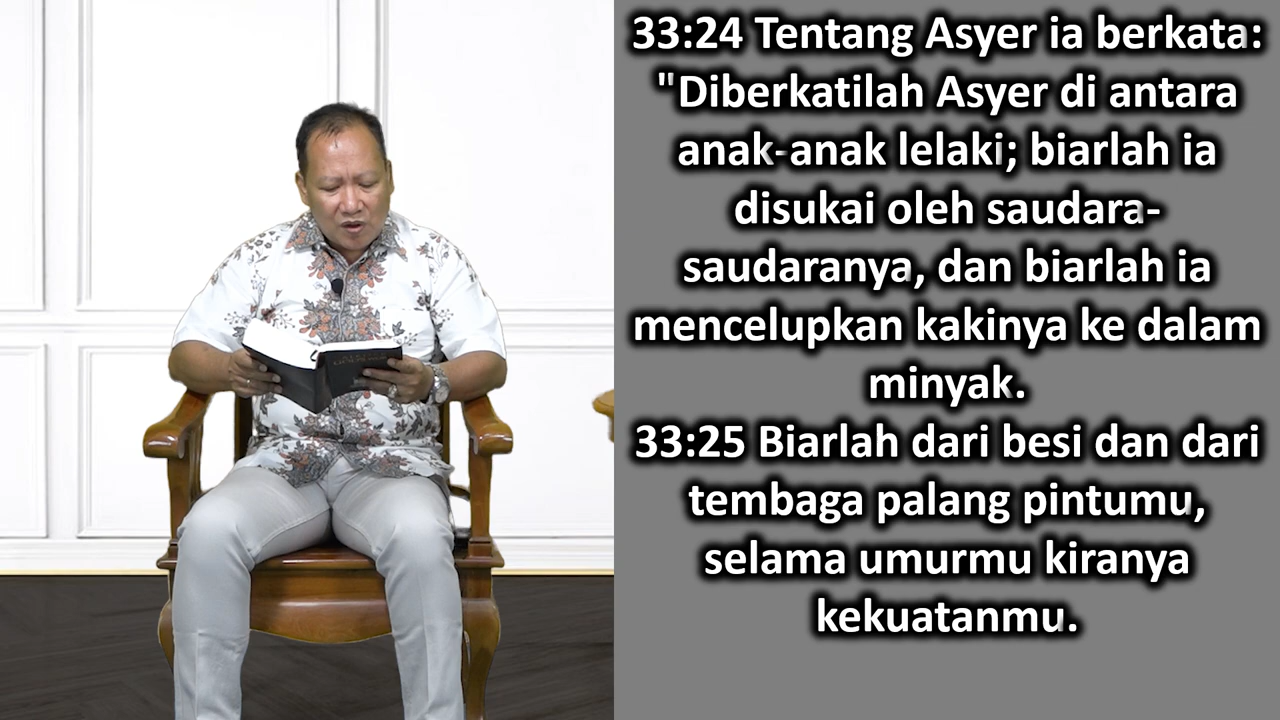 33:24 Tentang Asyer ia berkata:
"Diberkatilah Asyer di antara
anak-anak lelaki; biarlah ia
disukai oleh saudara-
saudaranya, dan biarlah ia
mencelupkan kakinya ke dalam
minyak.
33:25 Biarlah dari besi dan dari
tembaga palang pintumu,
selama umurmu kiranya
kekuatanmu.